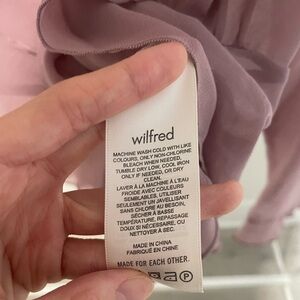 wilfred
MACHINE WASH COLD WITH LIKE
COLOURS, ONLY NON-CHLORINE
BLEACH WHEN NEEDED,
TUMBLE DRY LOW, COOL IRON
ONLY IF NEEDED, OR DRY
CLEAN.
LAVER À LA MACHINE À L'EAU
FROIDE AVEC COULEURS
SEMBLABLES, UTILISER
SEULEMENT UN JAVELLISANT
SANS CHLORE AU BESOIN,
SÉCHER À BASSE
TEMPÉRATURE, REPASSAGE
DOUX SI NÉCESSAIRE, OU
NETTOYAGE À SEC.
MADE IN CHINA
FABRIQUÉ EN CHINE
MADE FOR EACH OTHER.